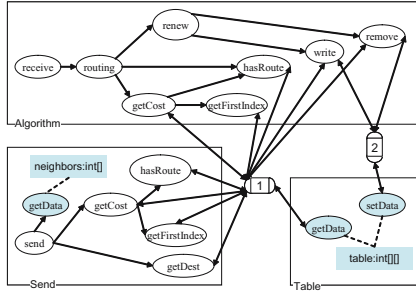 renew
remove
write
receive
routing
hasRoute
getCost
getFirstIndex
Algorithm
2
neighbors:int[]
hasRoute
1
getData
getCost
setData
getFirstIndex
getData
send
getDest
table:int[][]
Send
Table